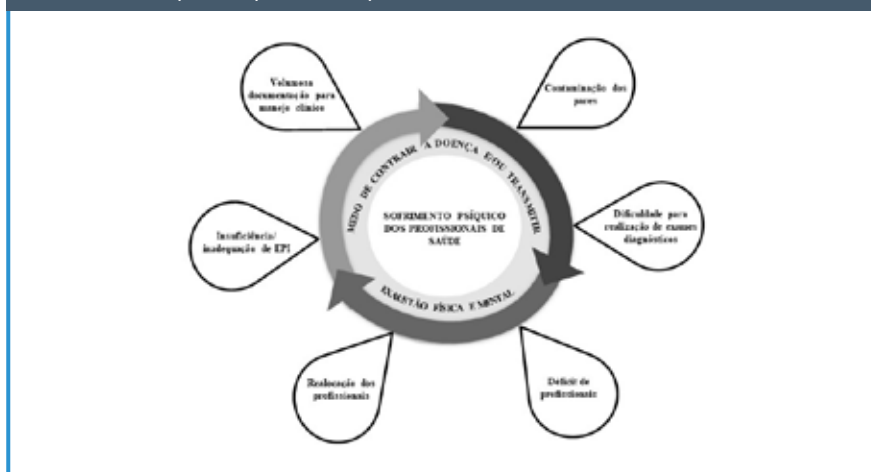 Volumosa
documentação para
manejo clínico
Contaminação dos
pares
MEDO DE CONTRAIR A DOENÇA E/OU TRANSMITIR
SOFRIMENTO PSÍQUICO
DOS PROFISSIONAIS DE
SAÚDE
Insuficiência/
inadequação de EPI
Dificuldade para
realização de exames
diagnósticos
EXAUSTÃO FÍSICA E MENTAL
Realocação dos
profissionais
Déficit de
profissionais